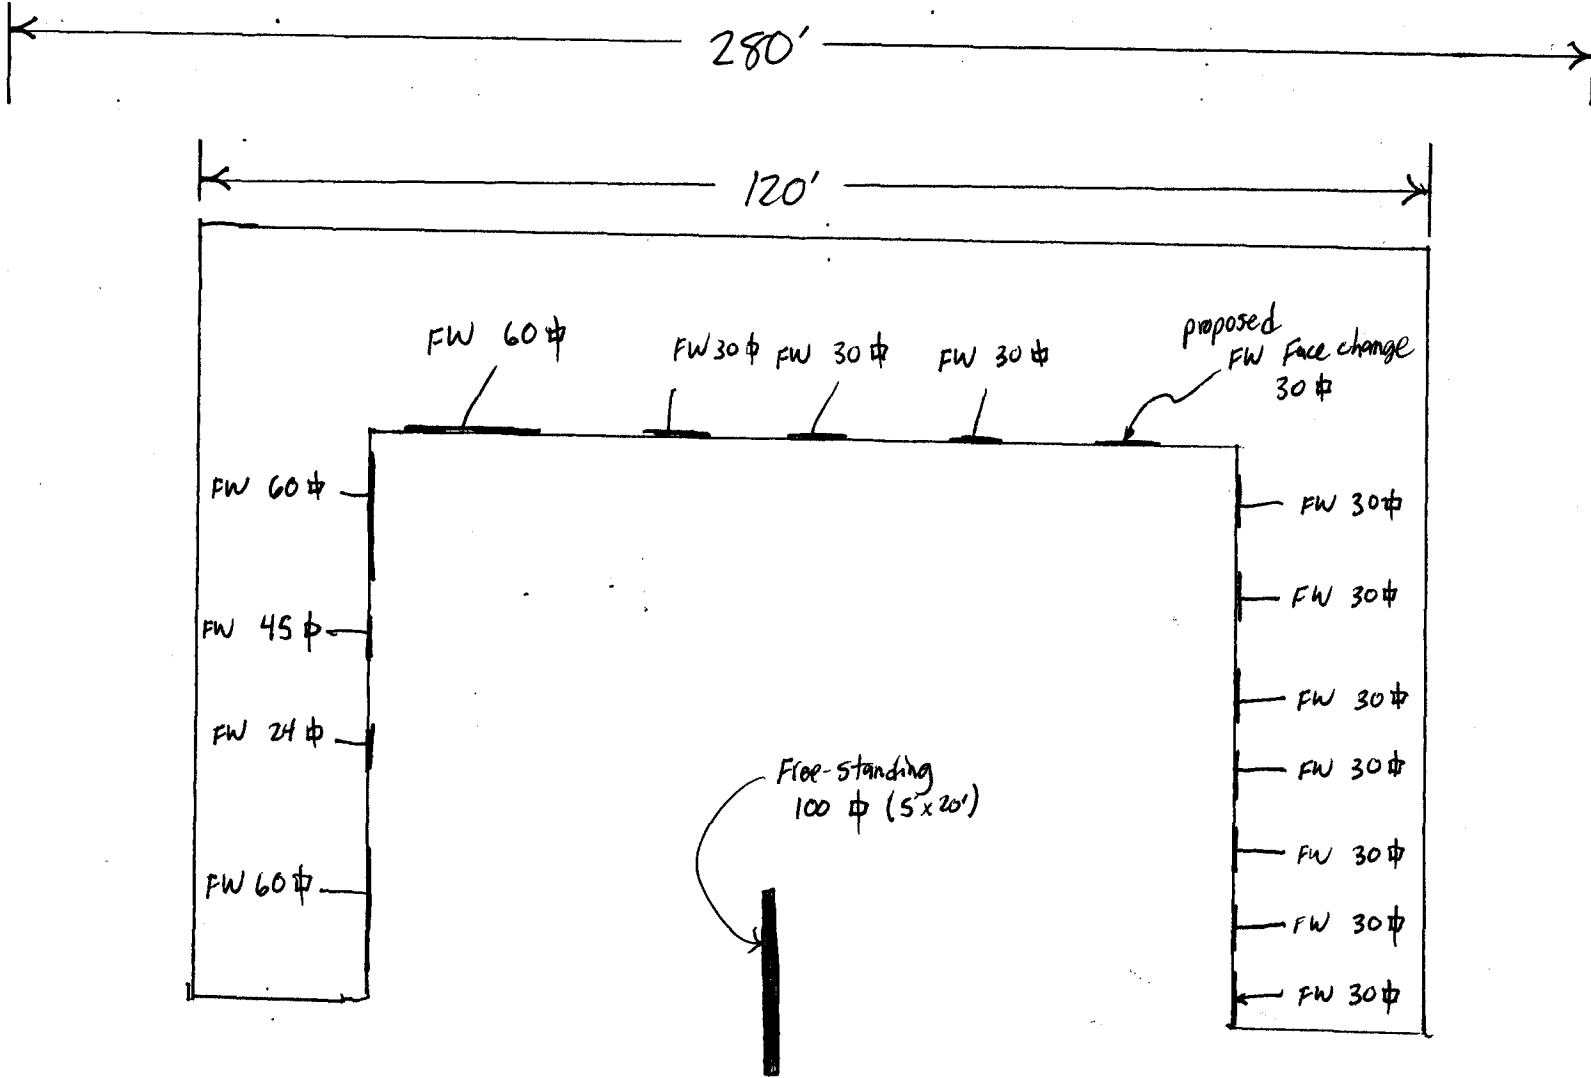 280'
120'
FW 60 ⏍
FW 30 ⏍
FW 30 ⏍
FW 30 ⏍
proposed
FW Face change
30 ⏍
FW 60 ⏍
FW 45 ⏍
FW 24 ⏍
FW 60 ⏍
FW 30 ⏍
FW 30 ⏍
FW 30 ⏍
FW 30 ⏍
FW 30 ⏍
FW 30 ⏍
FW 30 ⏍
Free-standing
100 ⏍ (5'x20')